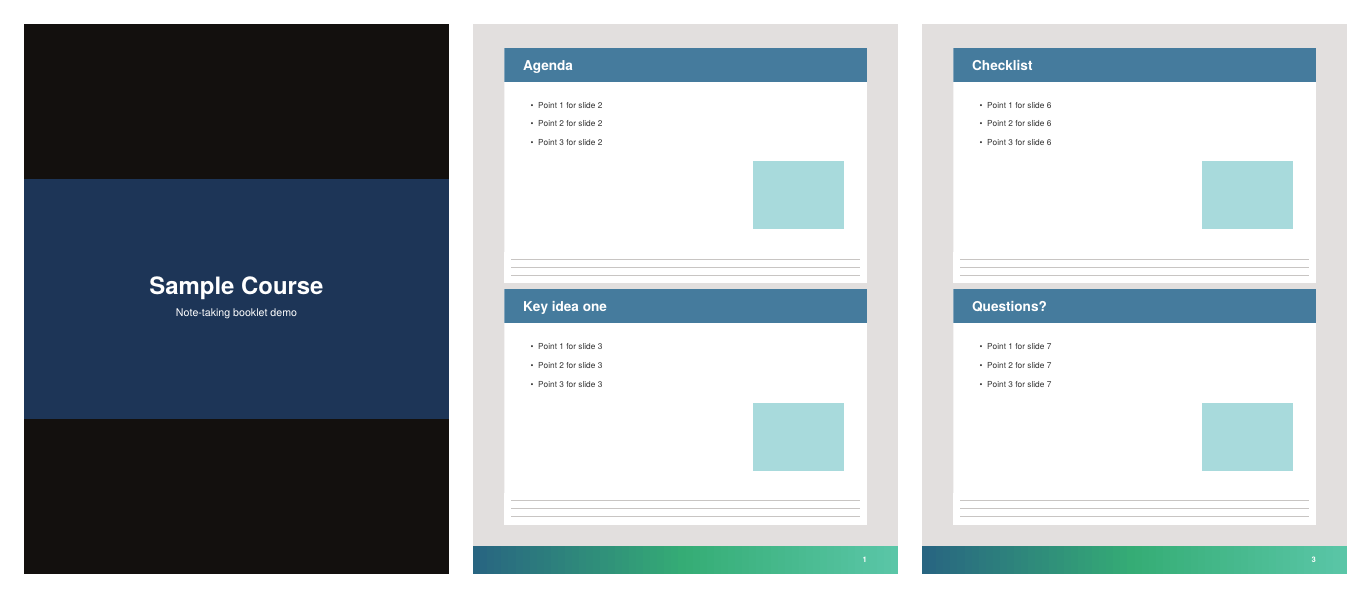 Sample Course
Note-taking booklet demo
Agenda
• Point 1 for slide 2
• Point 2 for slide 2
• Point 3 for slide 2
Key idea one
• Point 1 for slide 3
• Point 2 for slide 3
• Point 3 for slide 3
1
Checklist
• Point 1 for slide 6
• Point 2 for slide 6
• Point 3 for slide 6
Questions?
• Point 1 for slide 7
• Point 2 for slide 7
• Point 3 for slide 7
3